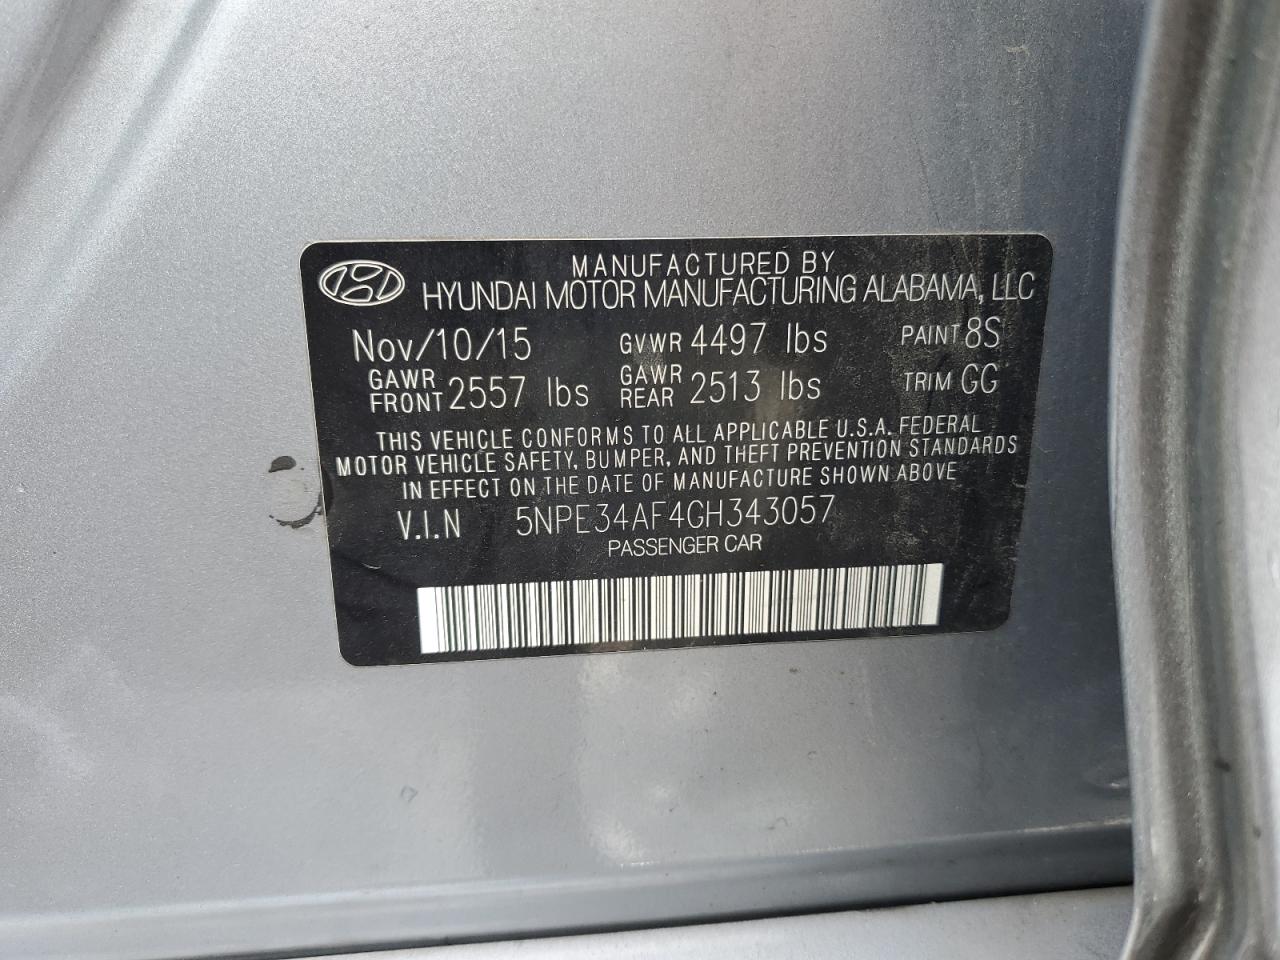 MANUFACTURED BY
HYUNDAI MOTOR MANUFACTURING ALABAMA, LLC
Nov/10/15 GVWR 4497 lbs PAINT 8S
GAWR FRONT 2557 lbs GAWR REAR 2513 lbs TRIM GG
THIS VEHICLE CONFORMS TO ALL APPLICABLE U.S.A. FEDERAL
MOTOR VEHICLE SAFETY, BUMPER, AND THEFT PREVENTION STANDARDS
IN EFFECT ON THE DATE OF MANUFACTURE SHOWN ABOVE
V.I.N 5NPE34AF4GH343057
PASSENGER CAR